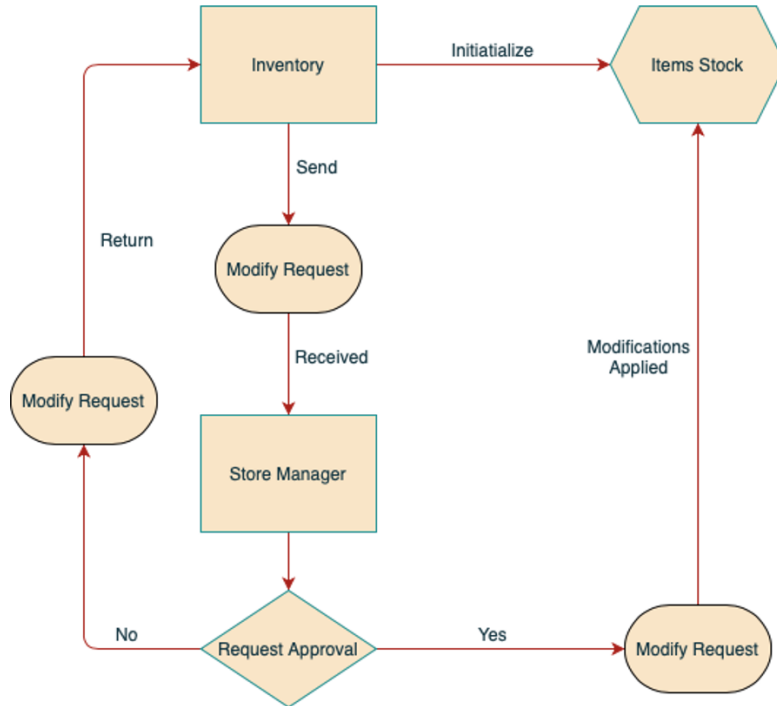 Inventory
Initiatialize
Items Stock
Send
Return
Modify Request
Received
Modifications
Applied
Modify Request
Store Manager
No
Request Approval
Yes
Modify Request